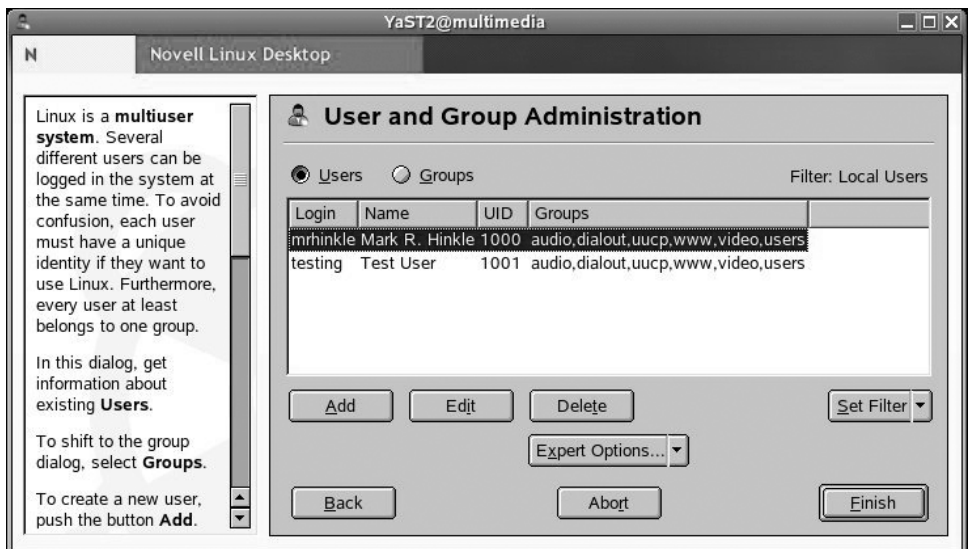 YaST2@multimedia
N
Novell Linux Desktop
Linux is a multiuser
system. Several
different users can be
logged in the system at
the same time. To avoid
confusion, each user
must have a unique
identity if they want to
use Linux. Furthermore,
every user at least
belongs to one group.
In this dialog, get
information about
existing Users.
To shift to the group
dialog, select Groups.
To create a new user,
push the button Add.
User and Group Administration
Users Groups Filter: Local Users
Login Name UID Groups
mrhinkle Mark R. Hinkle 1000 audio,dialout,uucp,www,video,users
testing Test User 1001 audio,dialout,uucp,www,video,users
Add Edit Delete Set Filter
Expert Options...
Back Abort Finish